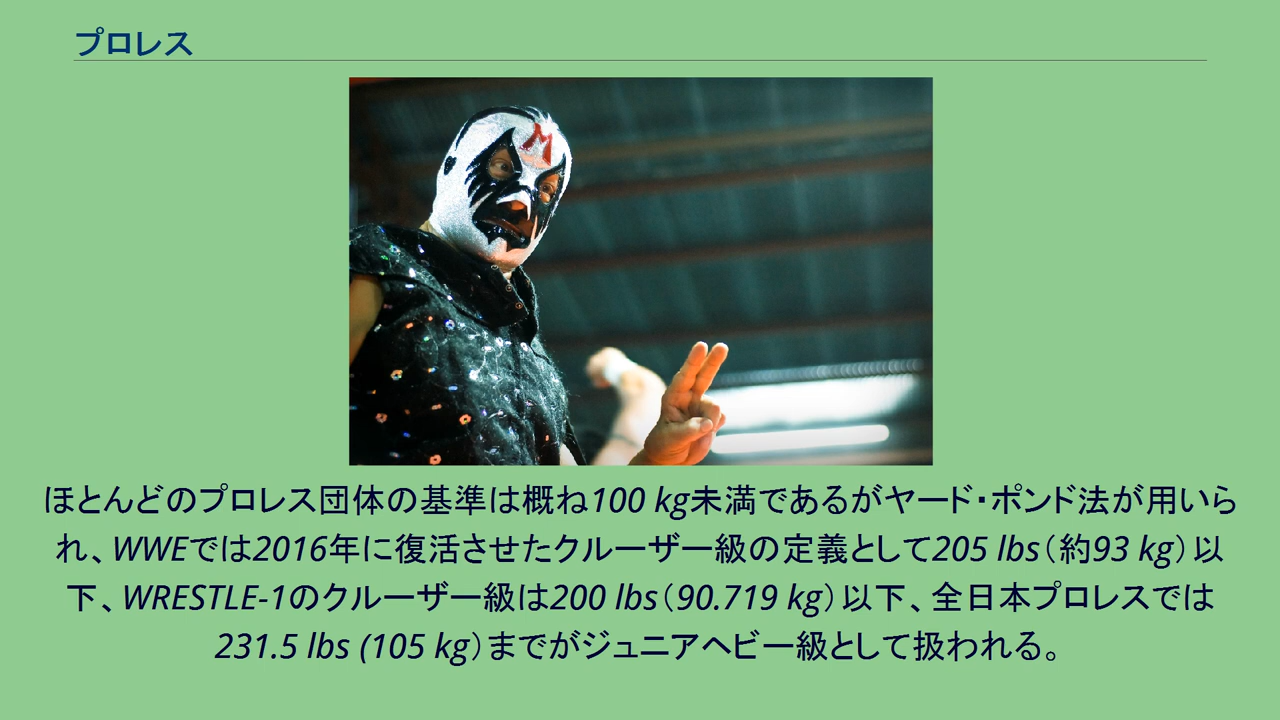 プロレス
M
ほとんどのプロレス団体の基準は概ね100 kg未満であるがヤード・ポンド法が用いら
れ、WWEでは2016年に復活させたクルーザー級の定義として205 lbs（約93 kg）以
下、WRESTLE-1のクルーザー級は200 lbs（90.719 kg）以下、全日本プロレスでは
231.5 lbs (105 kg）までがジュニアヘビー級として扱われる。